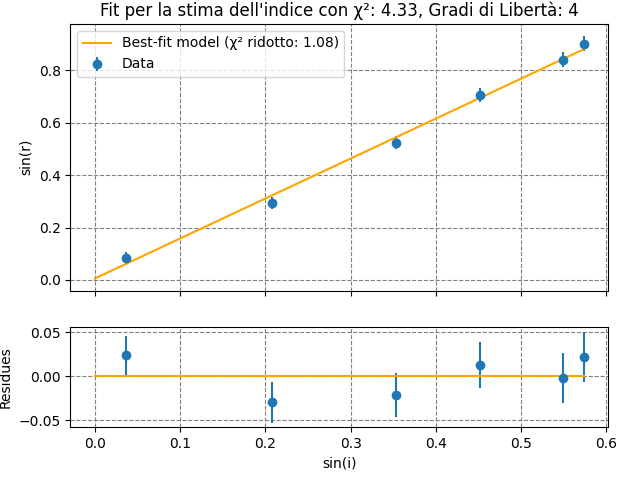 Fit per la stima dell'indice con χ²: 4.33, Gradi di Libertà: 4
Best-fit model (χ² ridotto: 1.08)
Data
sin(r)
0.8
0.6
0.4
0.2
0.0
Residues
0.05
0.00
−0.05
0.0 0.1 0.2 0.3 0.4 0.5 0.6
sin(i)